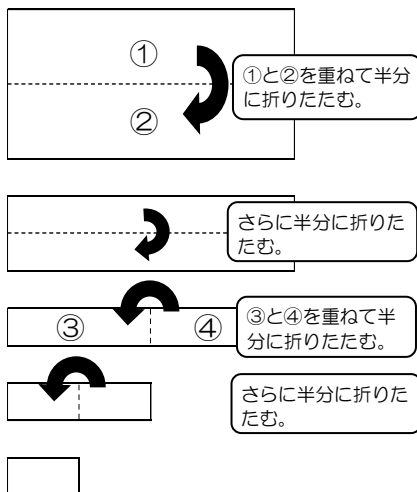 ①
②
①と②を重ねて半分
に折りたたむ。
さらに半分に折りた
たむ。
③
④
③と④を重ねて半
分に折りたたむ。
さらに半分に折りた
たむ。